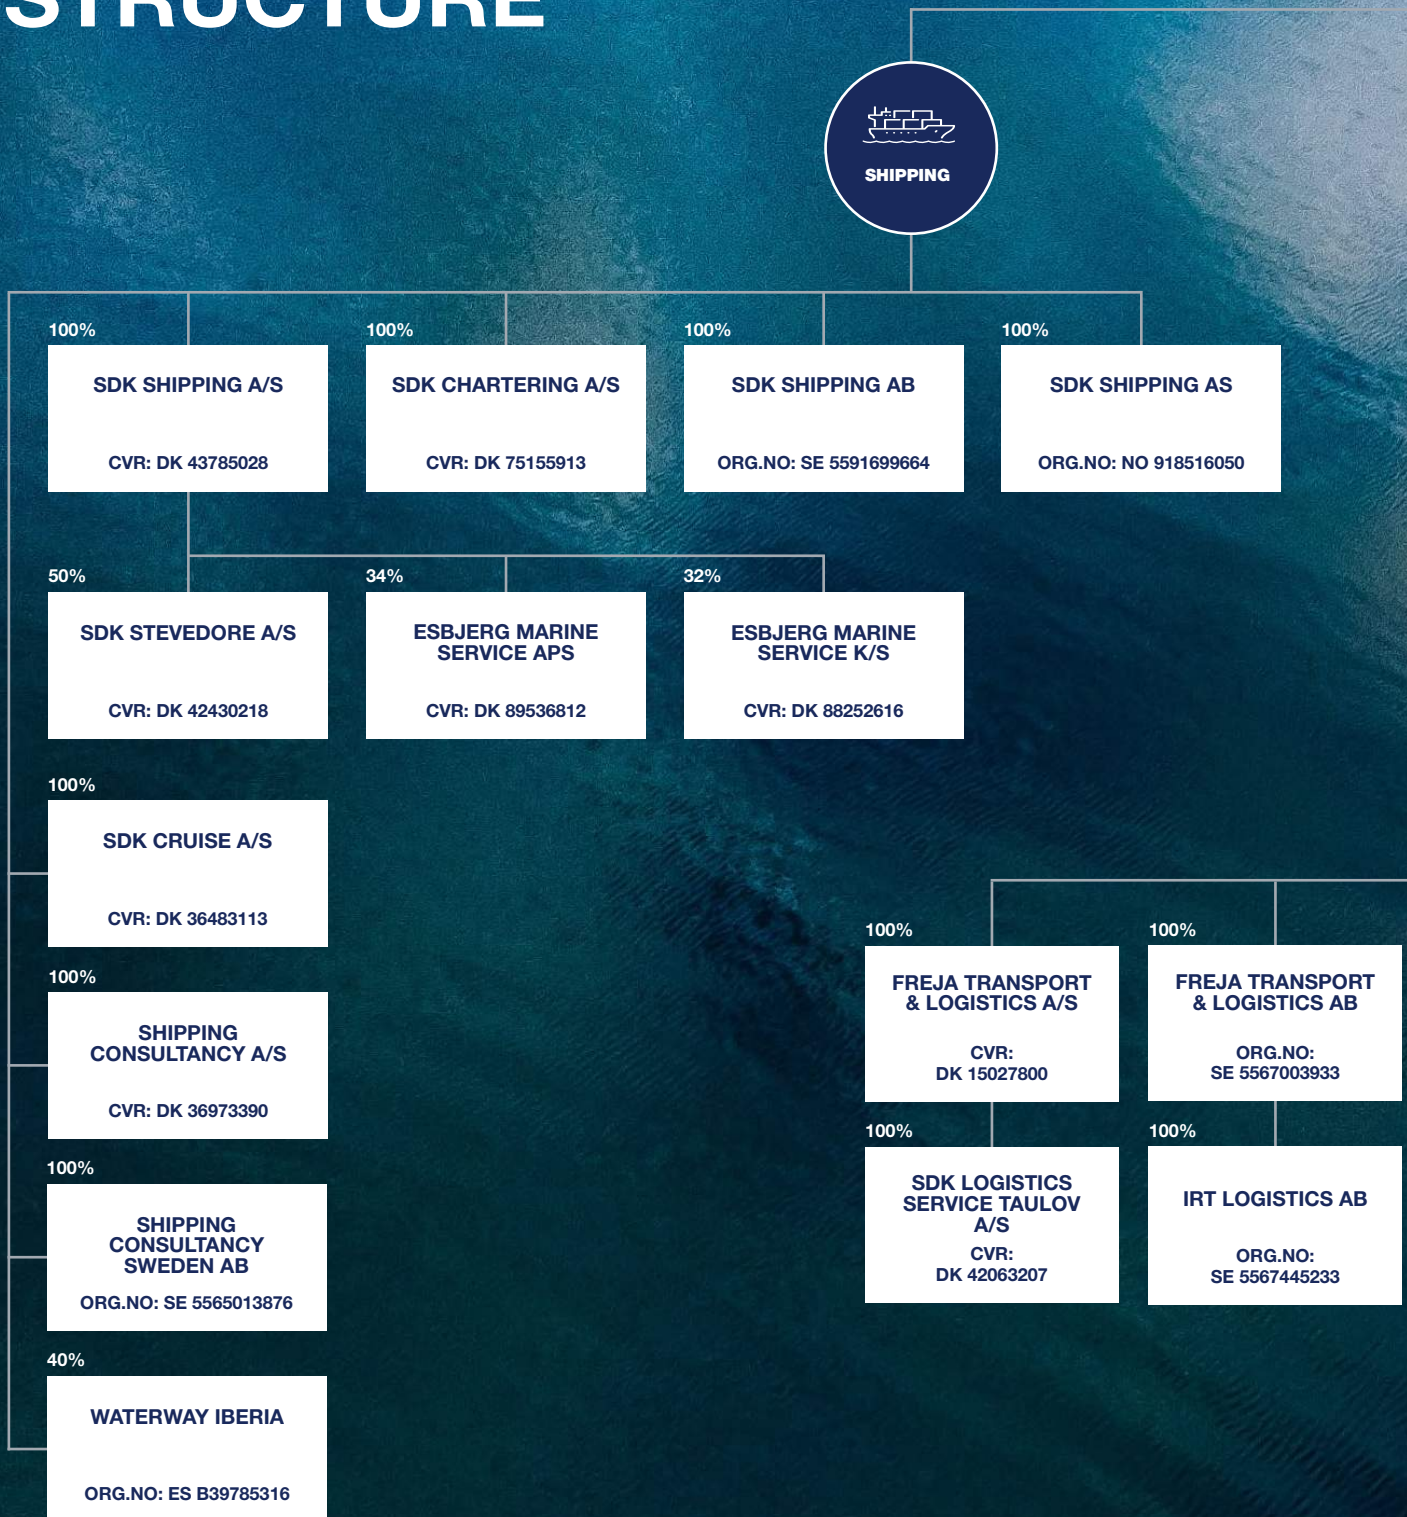 STRUCTURE
SHIPPING
100%
SDK SHIPPING A/S
CVR: DK 43785028
100%
SDK CHARTERING A/S
CVR: DK 75155913
100%
SDK SHIPPING AB
ORG.NO: SE 5591699664
100%
SDK SHIPPING AS
ORG.NO: NO 918516050
50%
SDK STEVEDORE A/S
CVR: DK 42430218
34%
ESBJERG MARINE
SERVICE APS
CVR: DK 89536812
32%
ESBJERG MARINE
SERVICE K/S
CVR: DK 88252616
100%
SDK CRUISE A/S
CVR: DK 36483113
100%
SHIPPING
CONSULTANCY A/S
CVR: DK 36973390
100%
SHIPPING
CONSULTANCY
SWEDEN AB
ORG.NO: SE 5565013876
40%
WATERWAY IBERIA
ORG.NO: ES B39785316
100%
FREJA TRANSPORT
& LOGISTICS A/S
CVR:
DK 15027800
100%
FREJA TRANSPORT
& LOGISTICS AB
ORG.NO:
SE 5567003933
100%
SDK LOGISTICS
SERVICE TAULOV
A/S
CVR:
DK 42063207
100%
IRT LOGISTICS AB
ORG.NO:
SE 5567445233